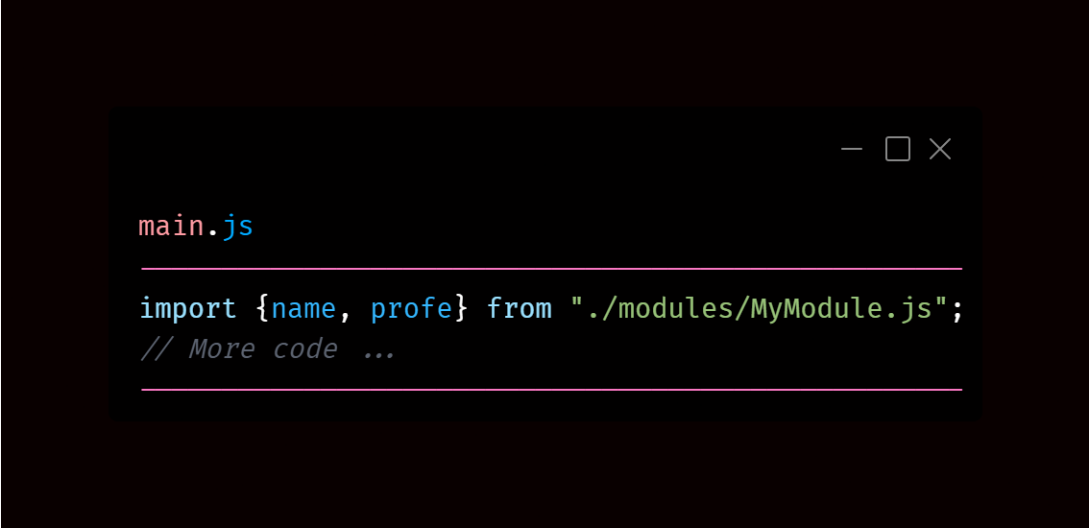 main.js
import {name, profe} from "./modules/MyModule.js";
// More code ...